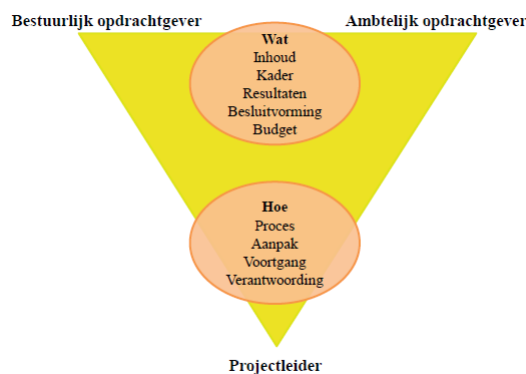 Bestuurlijk opdrachtgever
Ambtelijk opdrachtgever
Wat
Inhoud
Kader
Resultaten
Besluitvorming
Budget
Hoe
Proces
Aanpak
Voortgang
Verantwoording
Projectleider